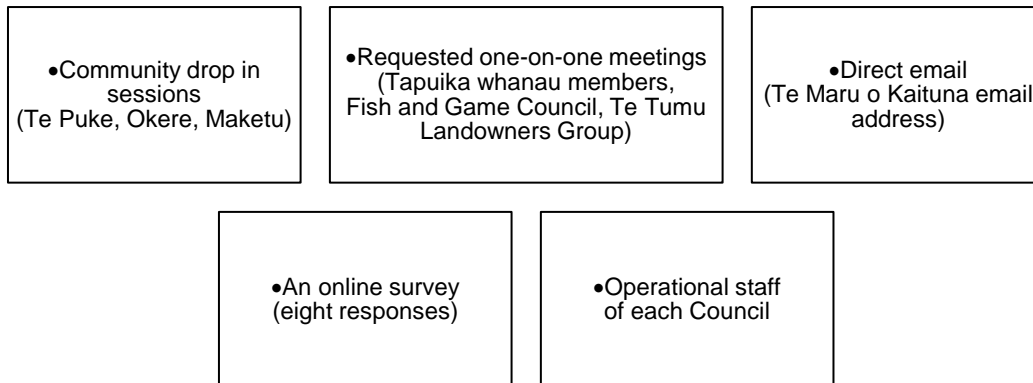 •Community drop in
sessions
(Te Puke, Okere, Maketu)
•Requested one-on-one meetings
(Tapuika whanau members,
Fish and Game Council, Te Tumu
Landowners Group)
•Direct email
(Te Maru o Kaituna email
address)
•An online survey
(eight responses)
•Operational staff
of each Council